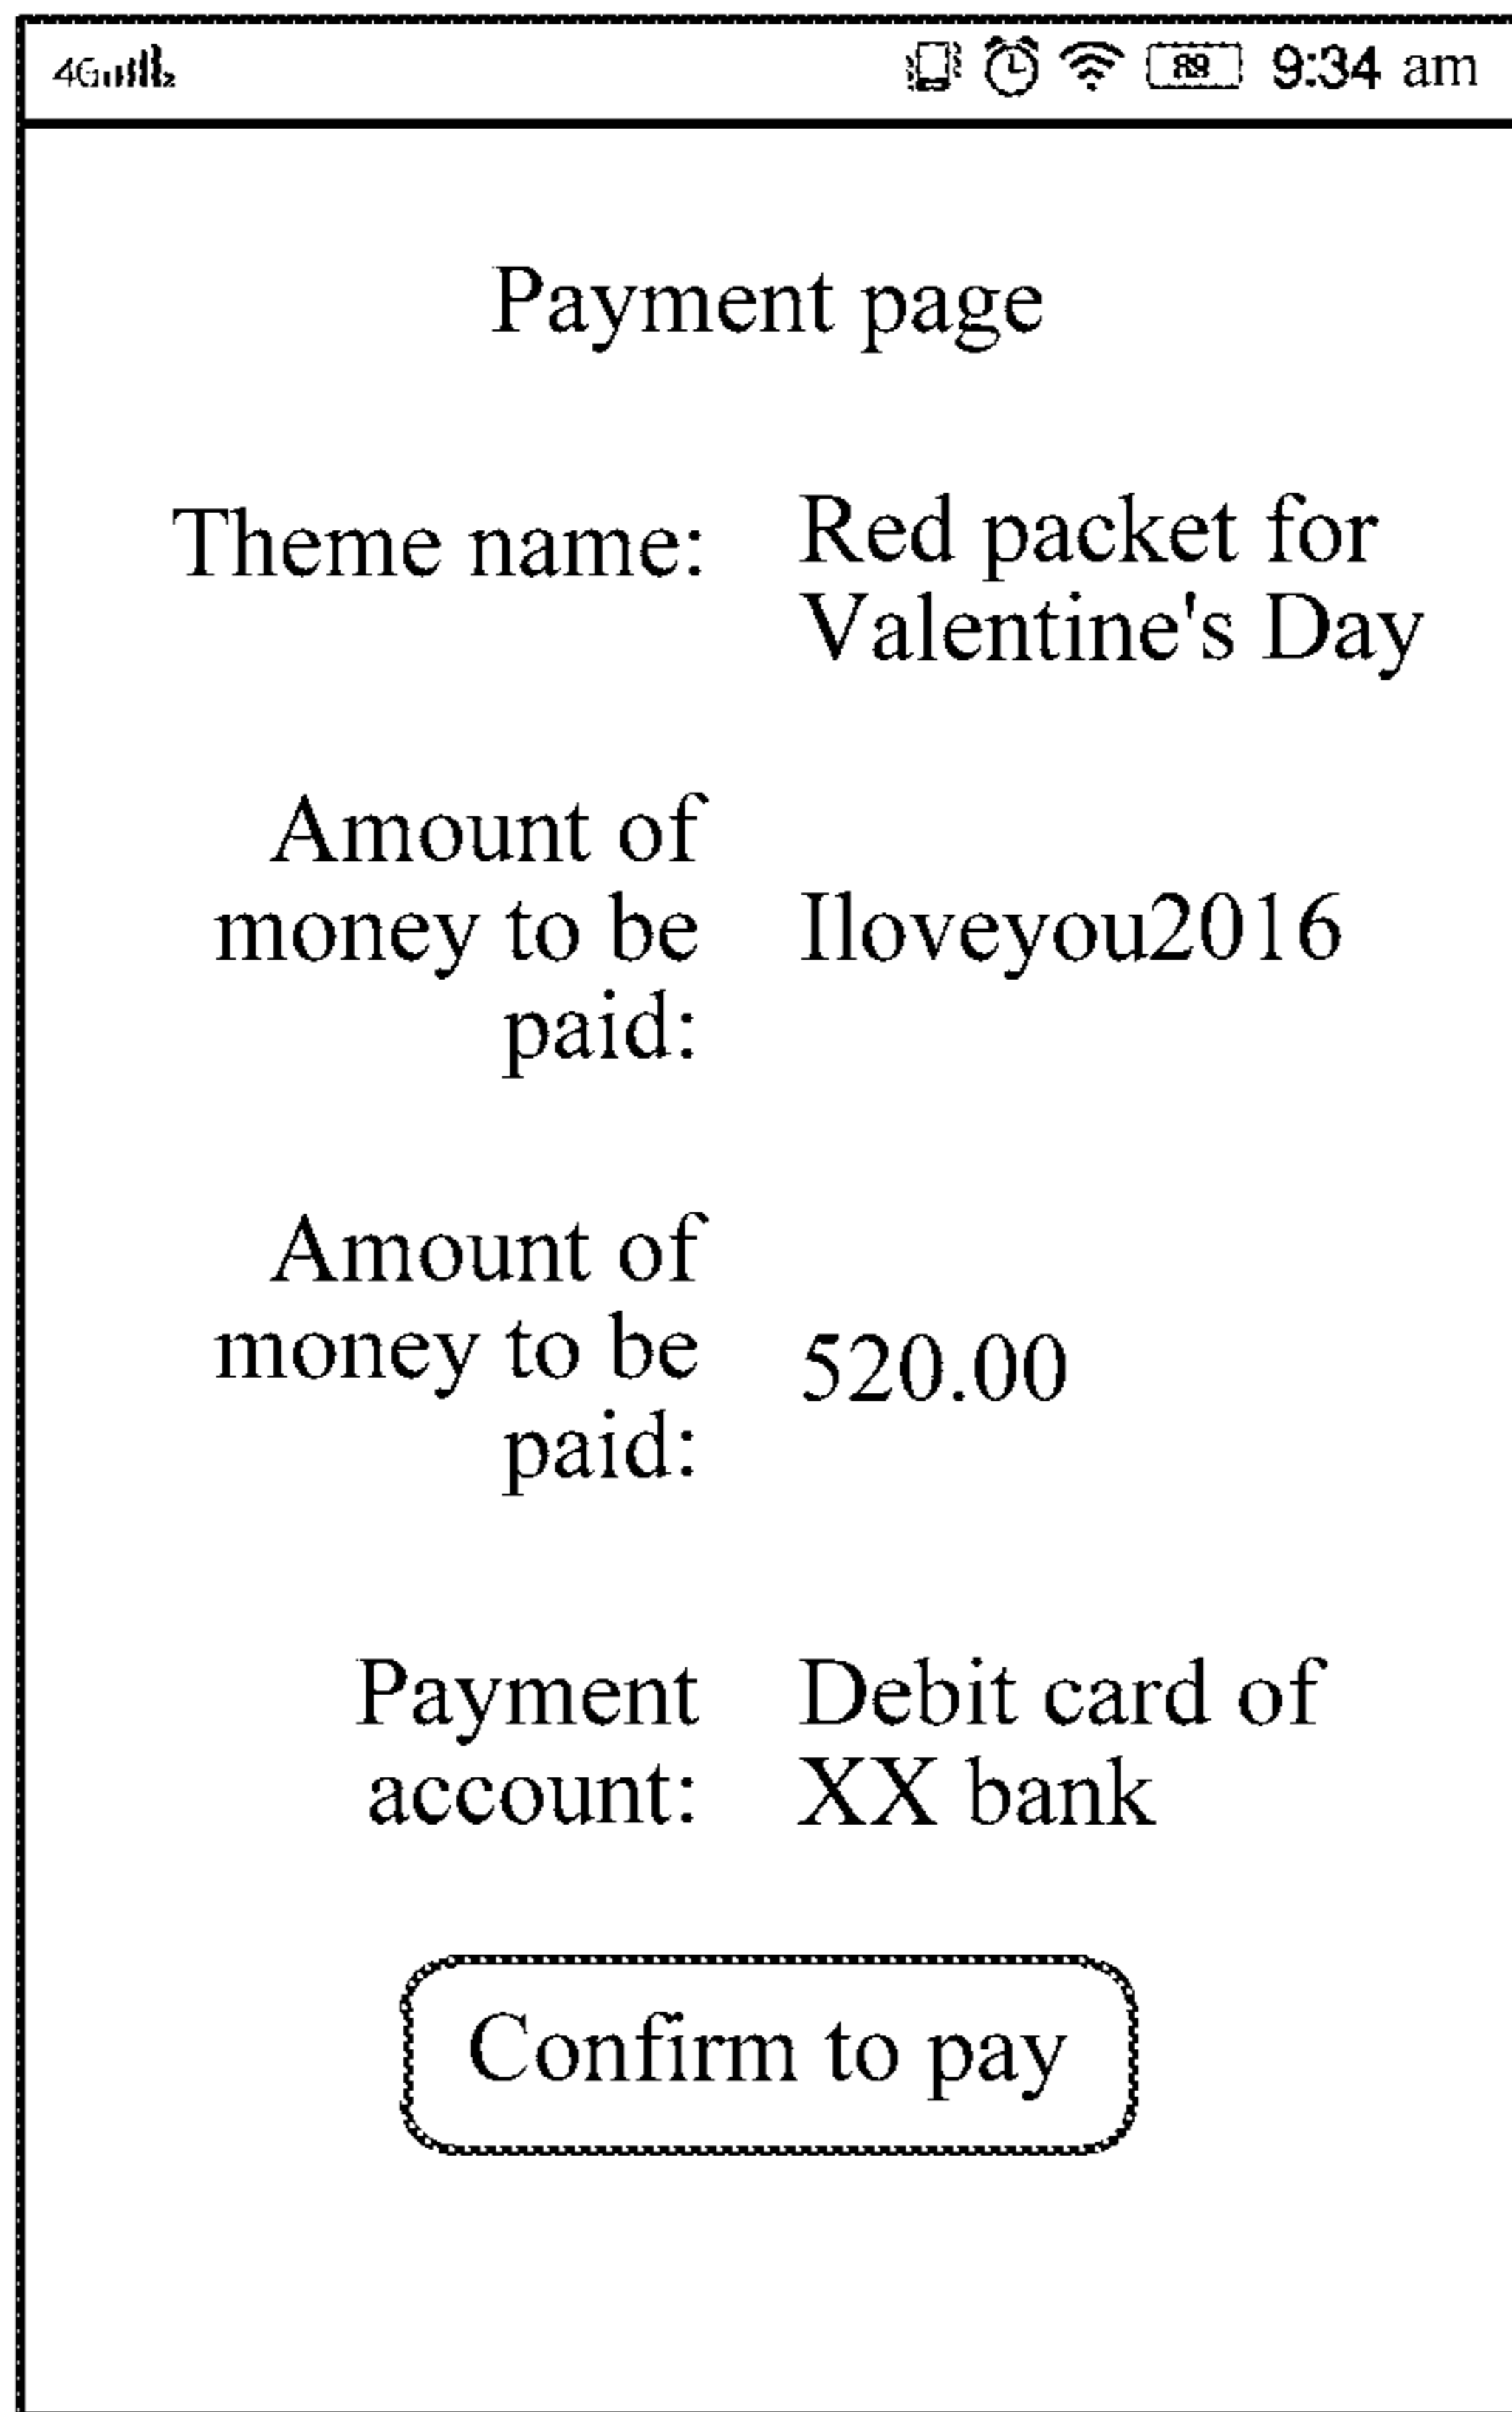 4G
89 9:34 am
Payment page
Theme name: Red packet for
Valentine's Day
Amount of
money to be Iloveyou2016
paid:
Amount of
money to be 520.00
paid:
Payment Debit card of
account: XX bank
Confirm to pay